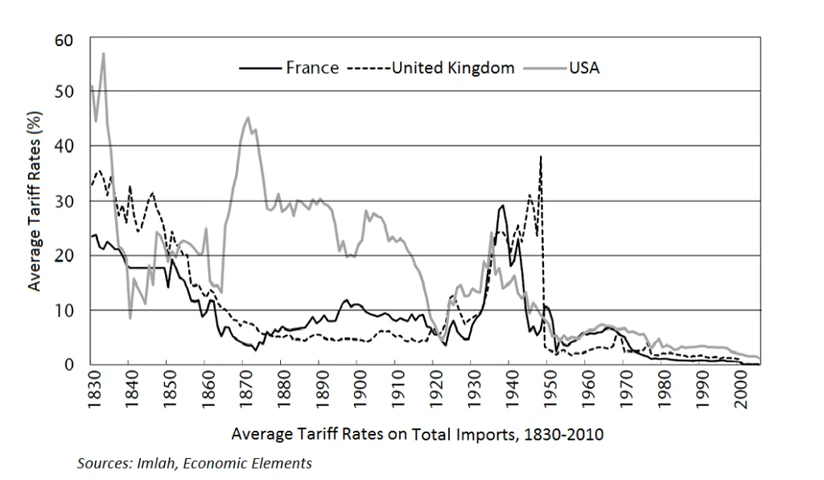 60
50
40
30
20
10
0
Average Tariff Rates (%)
France United Kingdom USA
1830 1840 1850 1860 1870 1880 1890 1900 1910 1920 1930 1940 1950 1960 1970 1980 1990 2000
Average Tariff Rates on Total Imports, 1830-2010
Sources: Imlah, Economic Elements